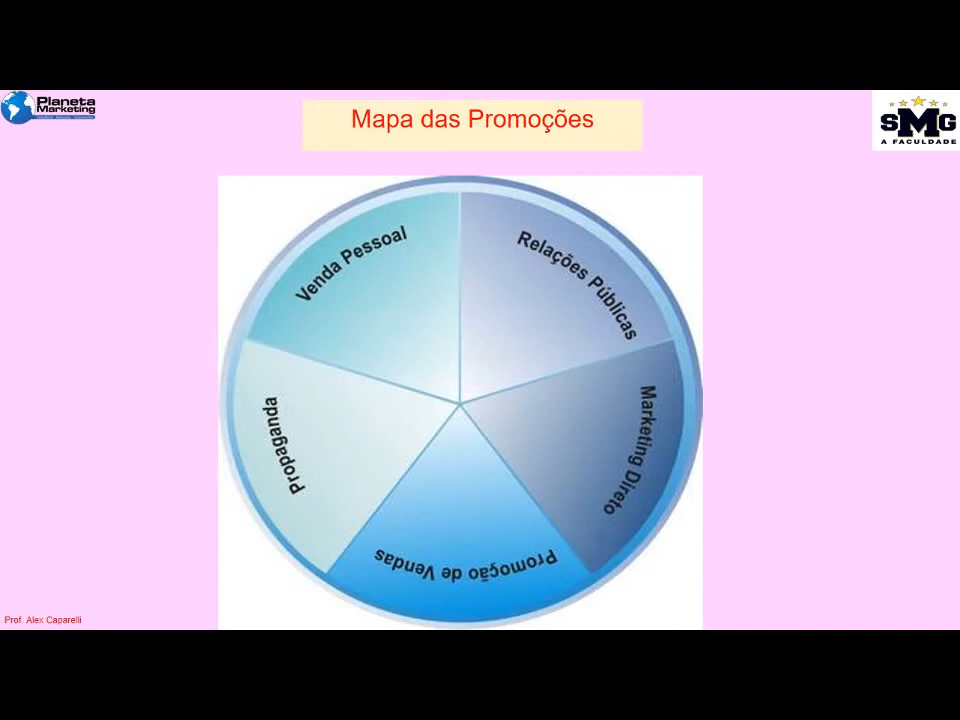 Planeta
Marketing
Mapa das Promoções
SMG
A FACULDADE
Venda Pessoal
Relações Públicas
Propaganda
Marketing Direto
Promoção de Vendas
Prof. Alex Caparelli